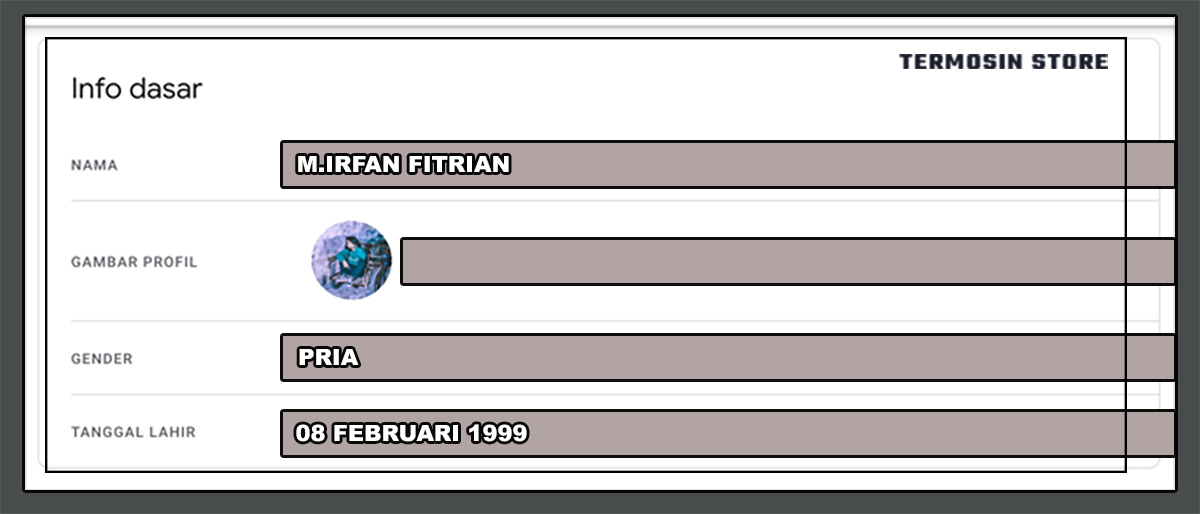 TERMOSIN STORE
Info dasar
NAMA
M.IRFAN FITRIAN
GAMBAR PROFIL
GENDER
PRIA
TANGGAL LAHIR
08 FEBRUARI 1999